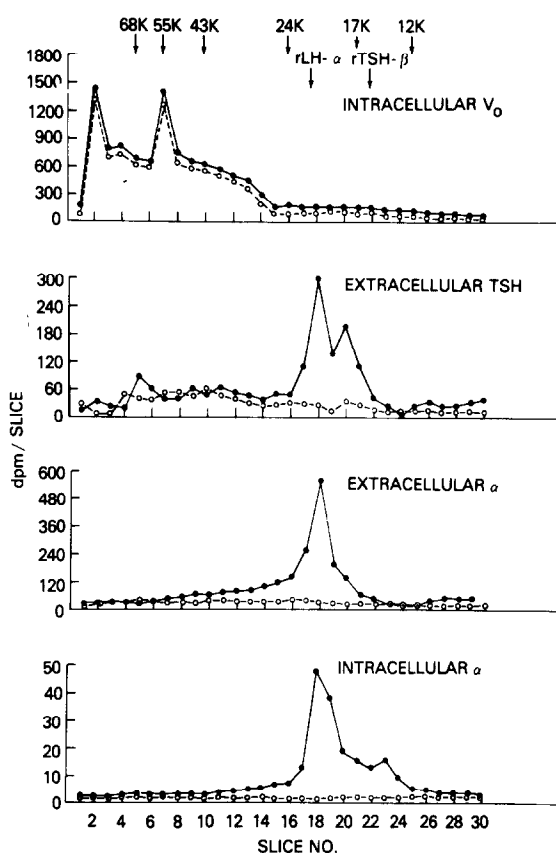 68K 55K 43K 24K 17K 12K
rLH-α rTSH-β
INTRACELLULAR V₀
1800
1500
1200
900
600
300
0
EXTRACELLULAR TSH
300
240
180
120
60
0
dpm/ SLICE
EXTRACELLULAR α
600
480
360
240
120
0
INTRACELLULAR α
50
40
30
20
10
0
2 4 6 8 10 12 14 16 18 20 22 24 26 28 30
SLICE NO.